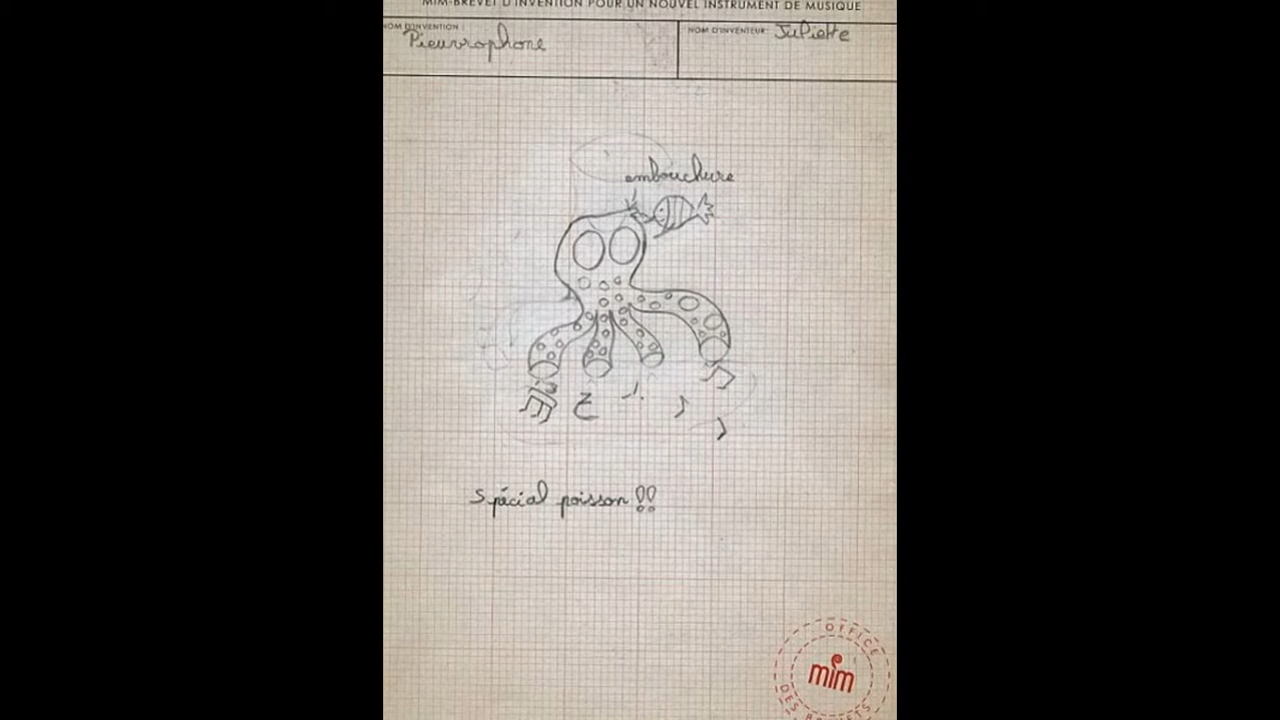 MIM-BREVET D'INVENTION POUR UN NOUVEL INSTRUMENT DE MUSIQUE
NOM D'INVENTION :
Pieuvrophone
NOM D'INVENTEUR:
Juliette
embouchure
Spécial poisson !!
OFFICE
mim
DES